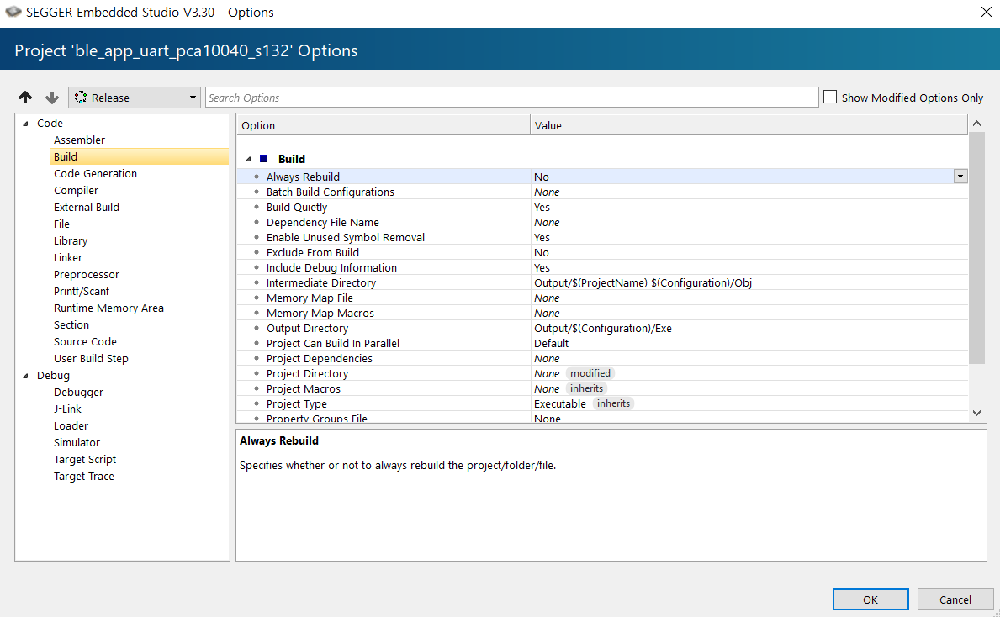 SEGGER Embedded Studio V3.30 - Options
Project 'ble_app_uart_pca10040_s132' Options
Release
Search Options
Show Modified Options Only
Code
Assembler
Build
Code Generation
Compiler
External Build
File
Library
Linker
Preprocessor
Printf/Scanf
Runtime Memory Area
Section
Source Code
User Build Step
Debug
Debugger
J-Link
Loader
Simulator
Target Script
Target Trace
Option Value
Build
Always Rebuild No
Batch Build Configurations None
Build Quietly Yes
Dependency File Name None
Enable Unused Symbol Removal Yes
Exclude From Build No
Include Debug Information Yes
Intermediate Directory Output/$(ProjectName) $(Configuration)/Obj
Memory Map File None
Memory Map Macros None
Output Directory Output/$(Configuration)/Exe
Project Can Build In Parallel Default
Project Dependencies None
Project Directory None modified
Project Macros None inherits
Project Type Executable inherits
Property Groups File None
Always Rebuild
Specifies whether or not to always rebuild the project/folder/file.
OK
Cancel